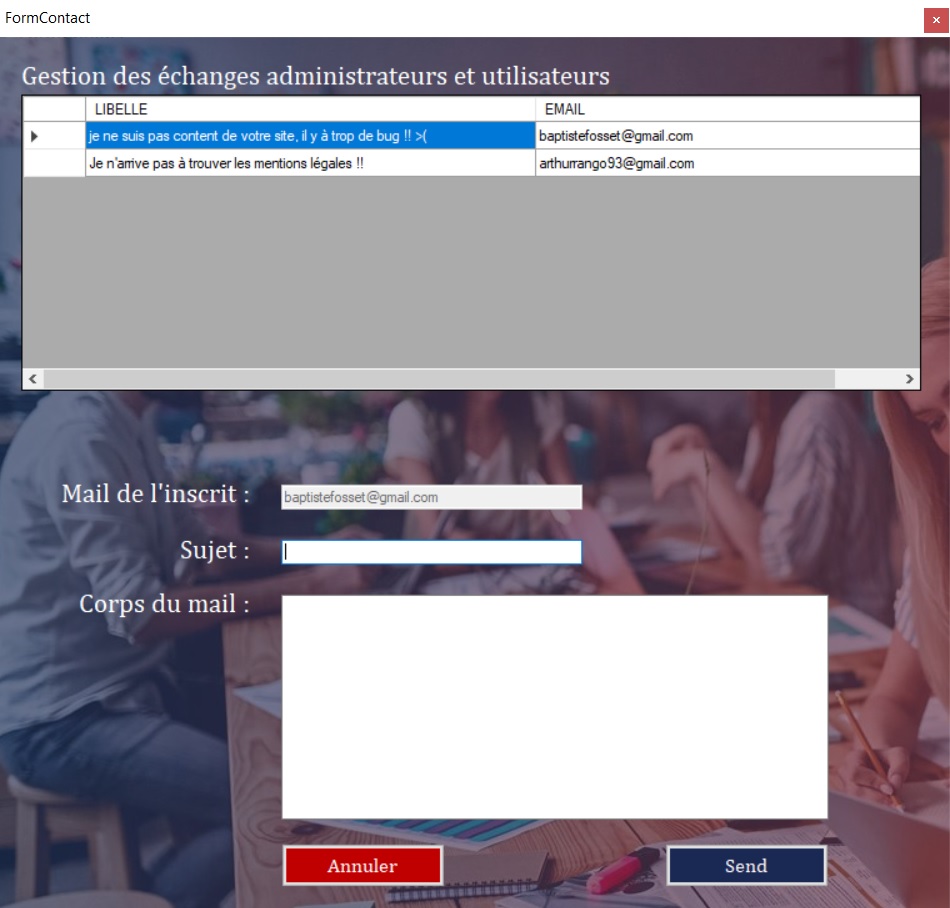 FormContact
Gestion des échanges administrateurs et utilisateurs
LIBELLE EMAIL
je ne suis pas content de votre site, il y à trop de bug !! >( baptistefosset@gmail.com
Je n'arrive pas à trouver les mentions légales !! arthurrango93@gmail.com
Mail de l'inscrit : baptistefosset@gmail.com
Sujet :
Corps du mail :
Annuler Send